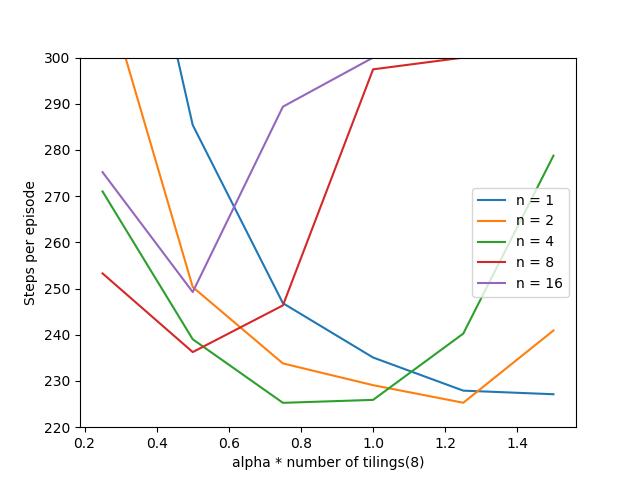 300
290
280
270
260
250
240
230
220
Steps per episode
0.2 0.4 0.6 0.8 1.0 1.2 1.4
alpha * number of tilings(8)
n = 1
n = 2
n = 4
n = 8
n = 16